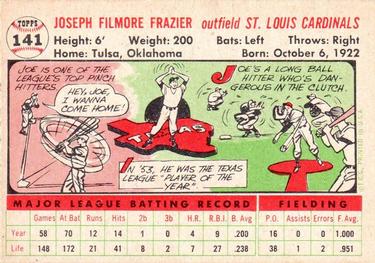 TOPPS
141
JOSEPH FILMORE FRAZIER outfield ST. LOUIS CARDINALS
Height: 6' Weight: 200 Bats: Left Throws: Right
Home: Tulsa, Oklahoma Born: October 6, 1922
JOE IS ONE OF THE
LEAGUE'S TOP PINCH
HITTERS
HEY, JOE,
I WANNA
COME HOME!
TEXAS
IN '53, HE WAS THE TEXAS
LEAGUE "PLAYER OF THE
YEAR"
JOE'S A LONG BALL
HITTER WHO'S DAN-
GEROUS IN THE CLUTCH.
MAJOR LEAGUE BATTING RECORD FIELDING
Games At Bat Runs Hits 2b 3b H.R. R.B.I. B. Avg P.O. Assists Errors F. Avg.
Year 58 70 12 14 1 0 4 9 .200 16 0 0 1.000
Life 148 172 21 41 8 2 7 27 .238 38 1 2 .951